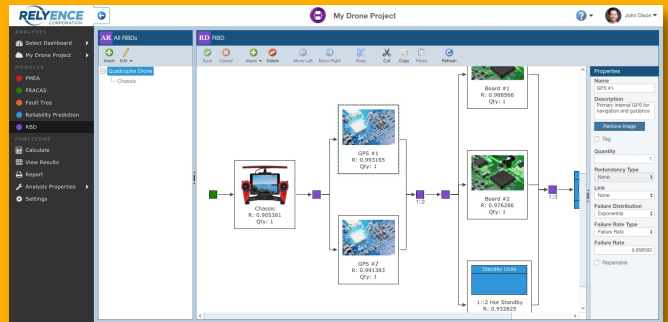 RELYENCE
CORPORATION
My Drone Project
John Dixon
ANALYSES
Select Dashboard
My Drone Project
MODULES
FMEA
FRACAS
Fault Tree
Reliability Prediction
RBD
FUNCTIONS
Calculate
View Results
Report
Analysis Properties
Settings
AR All RBDs
Insert Edit
Quadcopter Drone
Chassis
RD RBD
Save Cancel Insert Delete Move Left Move Right Wrap Cut Copy Paste Refresh
Board #1
R: 0.988566
Qty: 1
GPS #1
R: 0.993165
Qty: 1
Chassis
R: 0.905381
Qty: 1
1:2
Board #2
R: 0.976286
Qty: 1
1:3
GPS #2
R: 0.991383
Qty: 1
Standby Units
1::2 Hot Standby
R: 0.932825
Properties
Name
GPS #1
Description
Primary internal GPS for
navigation and guidance
Remove Image
Tag
Quantity
1
Redundancy Type
None
Link
None
Failure Distribution
Exponential
Failure Rate Type
Failure Rate
Failure Rate
6.858593
Repairable